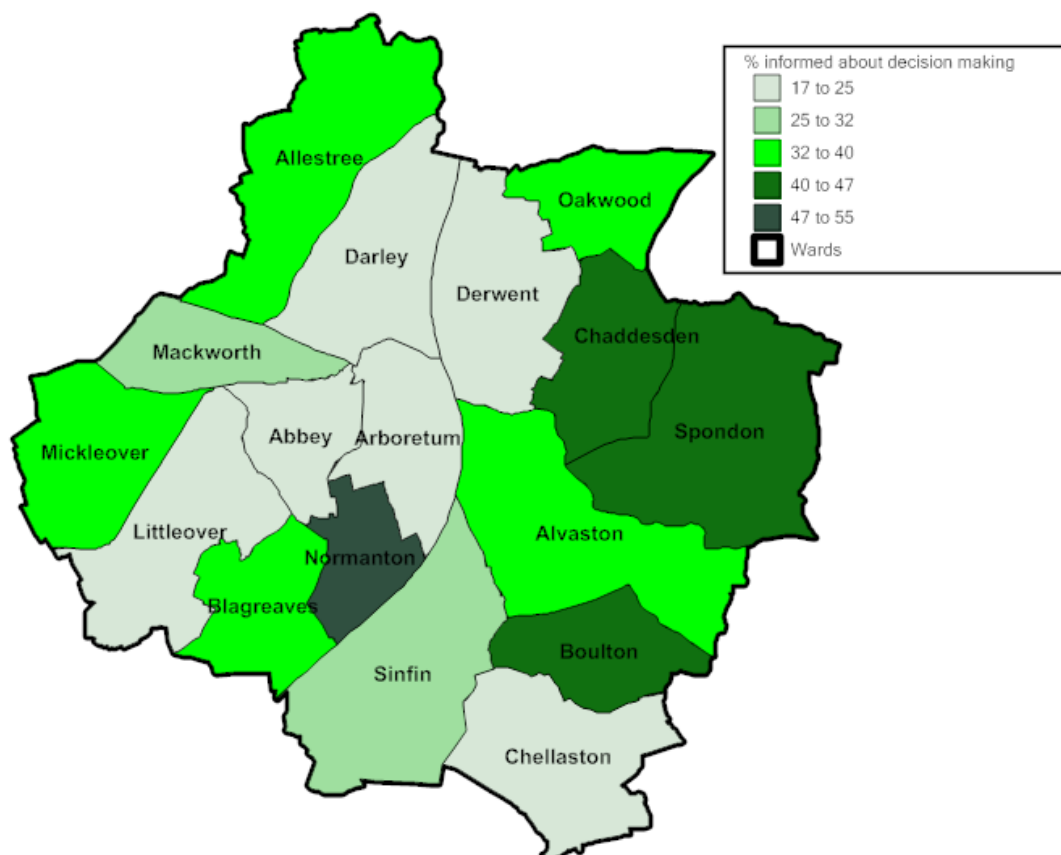 % informed about decision making
17 to 25
25 to 32
32 to 40
40 to 47
47 to 55
Wards
Allestree
Oakwood
Darley
Derwent
Chaddesden
Mackworth
Spondon
Abbey
Arboretum
Mickleover
Littleover
Alvaston
Normanton
Blagreaves
Boulton
Sinfin
Chellaston